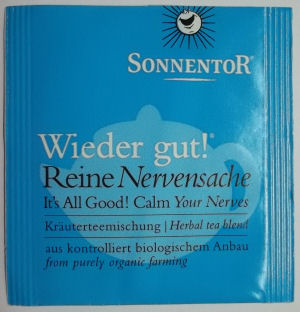 SONNENTOR®
Wieder gut!®
Reine Nervensache
It's All Good! Calm Your Nerves
Kräuterteemischung | Herbal tea blend
aus kontrolliert biologischem Anbau
from purely organic farming